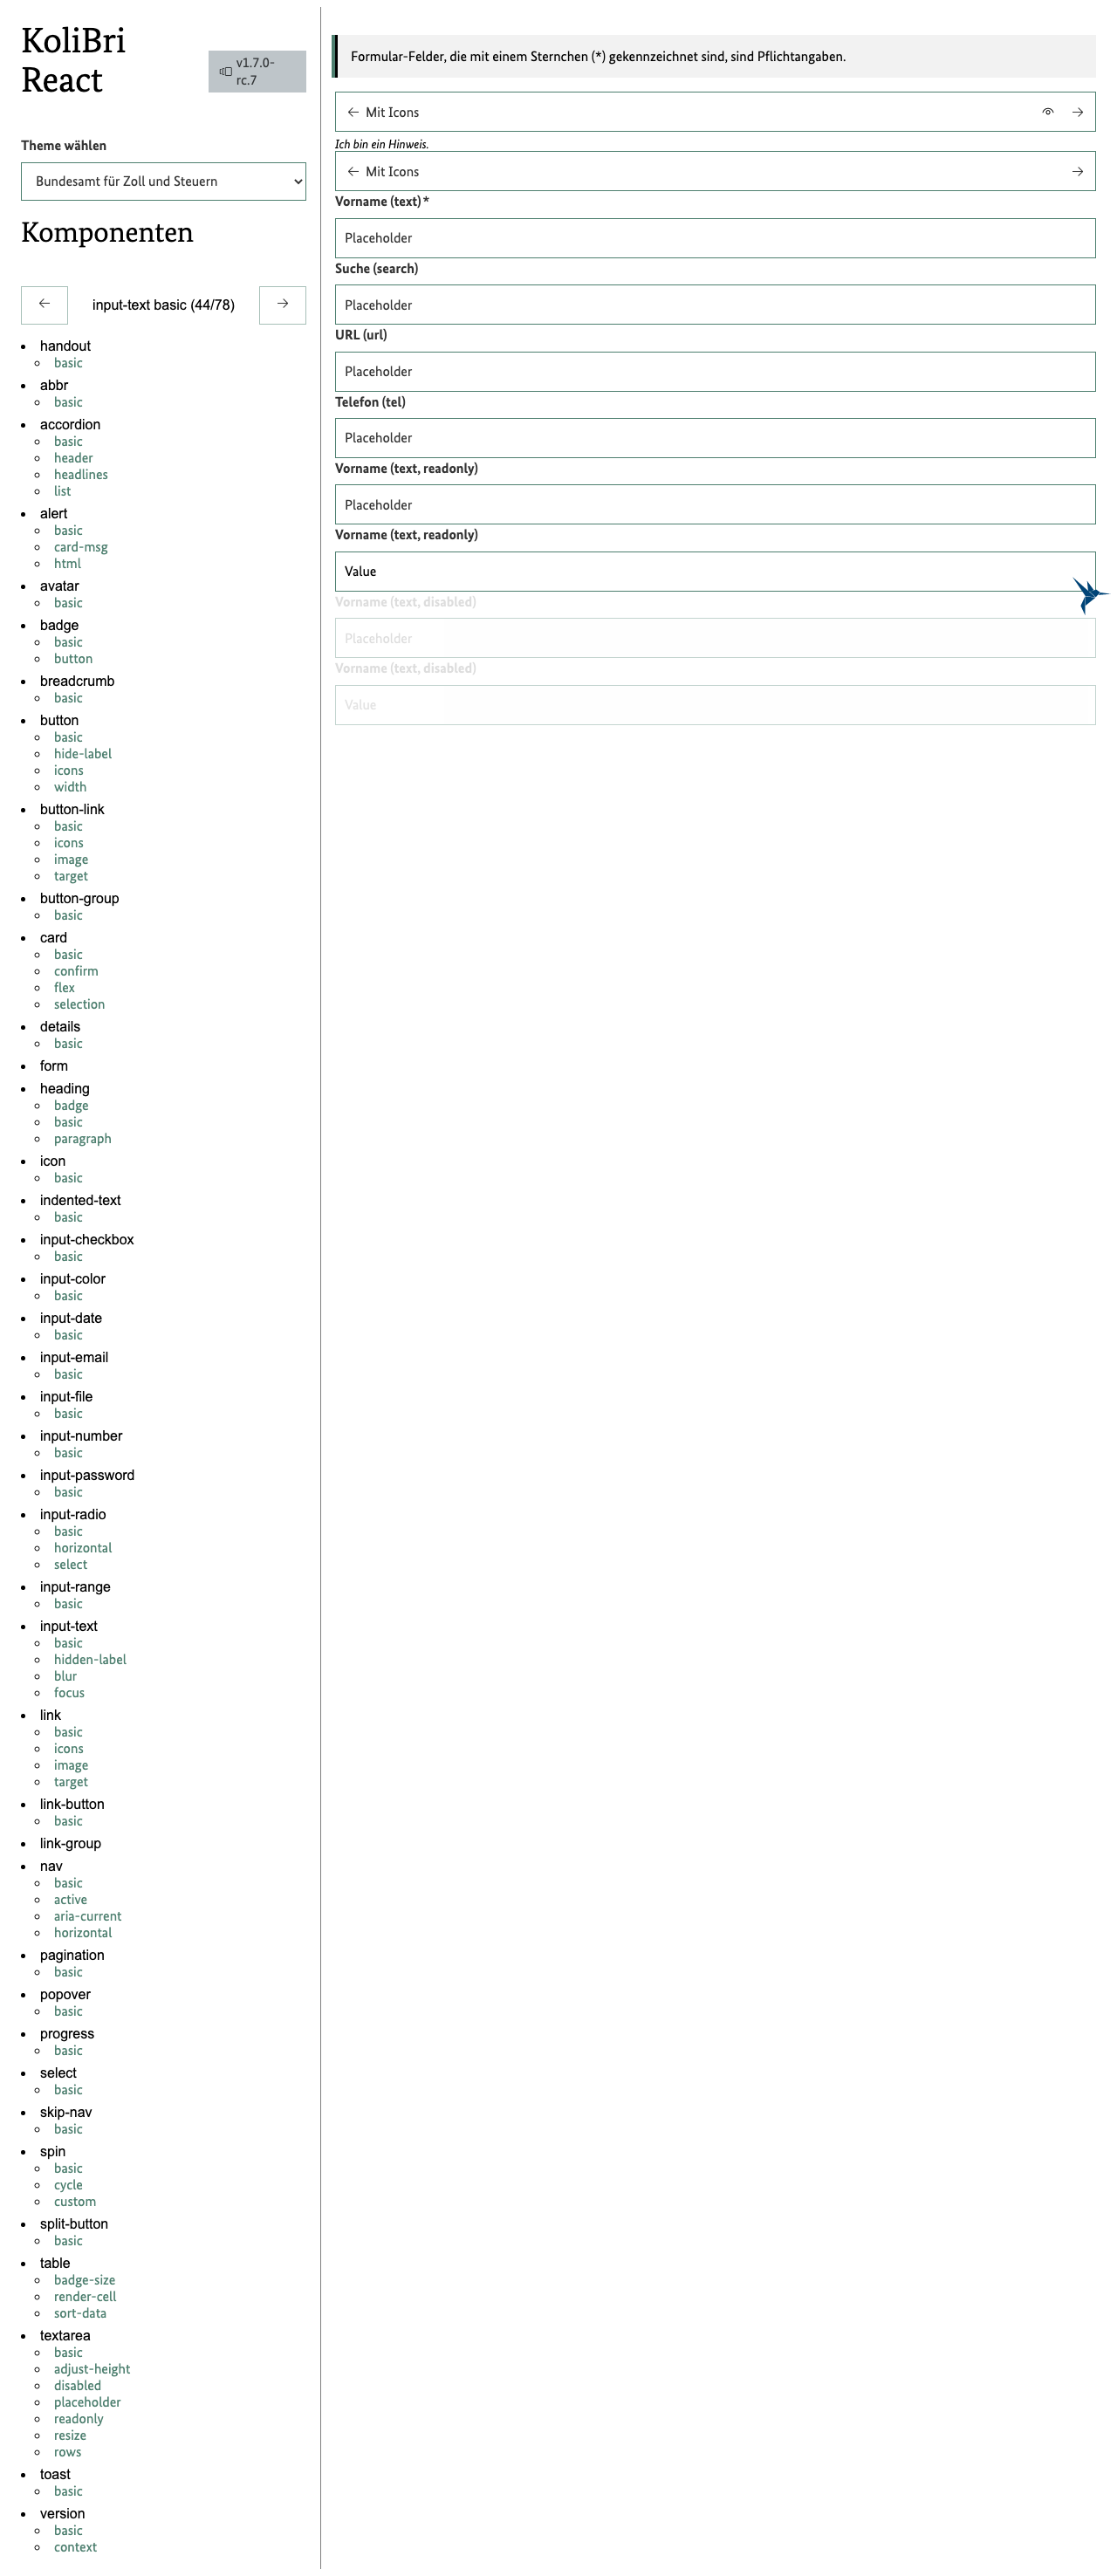 KoliBri
React
v1.7.0-
rc.7
Theme wählen
Bundesamt für Zoll und Steuern
Komponenten
input-text basic (44/78)
handout
basic
abbr
basic
accordion
basic
header
headlines
list
alert
basic
card-msg
html
avatar
basic
badge
basic
button
breadcrumb
basic
button
basic
hide-label
icons
width
button-link
basic
icons
image
target
button-group
basic
card
basic
confirm
flex
selection
details
basic
form
heading
badge
basic
paragraph
icon
basic
indented-text
basic
input-checkbox
basic
input-color
basic
input-date
basic
input-email
basic
input-file
basic
input-number
basic
input-password
basic
input-radio
basic
horizontal
select
input-range
basic
input-text
basic
hidden-label
blur
focus
link
basic
icons
image
target
link-button
basic
link-group
nav
basic
active
aria-current
horizontal
pagination
basic
popover
basic
progress
basic
select
basic
skip-nav
basic
spin
basic
cycle
custom
split-button
basic
table
badge-size
render-cell
sort-data
textarea
basic
adjust-height
disabled
placeholder
readonly
resize
rows
toast
basic
version
basic
context
Formular-Felder, die mit einem Sternchen (*) gekennzeichnet sind, sind Pflichtangaben.
Mit Icons
Ich bin ein Hinweis.
Mit Icons
Vorname (text)*
Placeholder
Suche (search)
Placeholder
URL (url)
Placeholder
Telefon (tel)
Placeholder
Vorname (text, readonly)
Placeholder
Vorname (text, readonly)
Value
Vorname (text, disabled)
Placeholder
Vorname (text, disabled)
Value